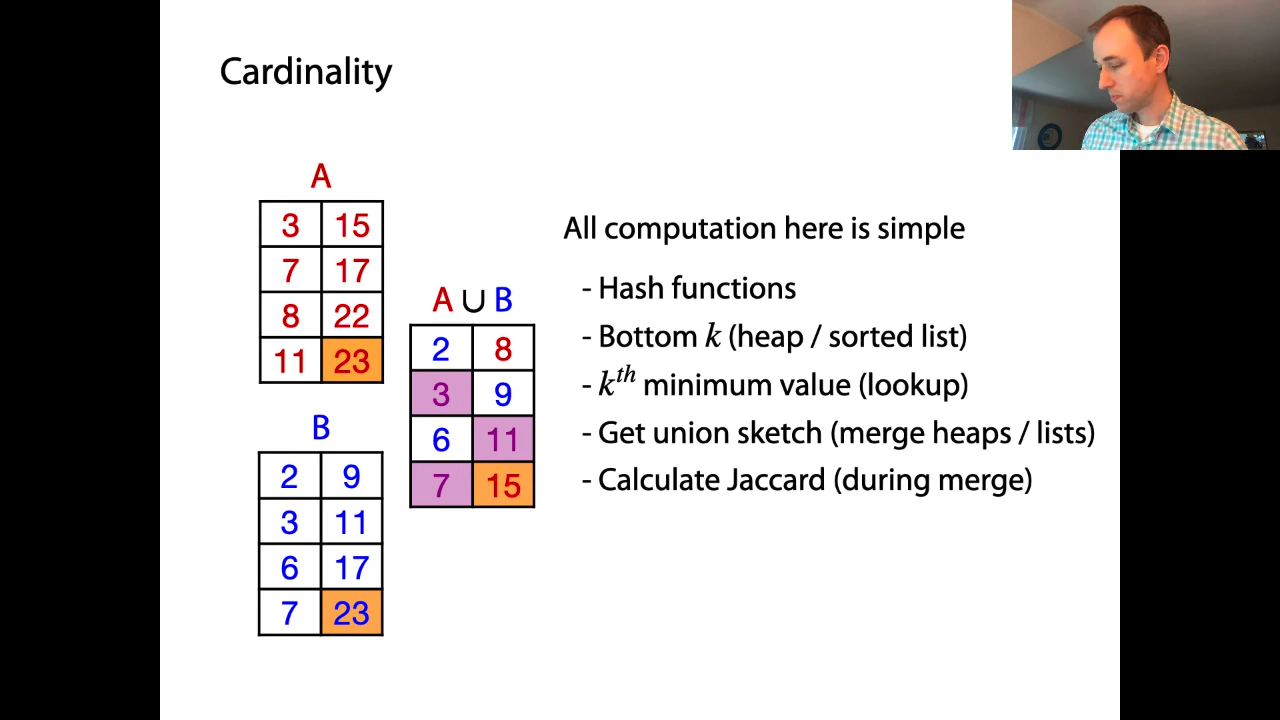 Cardinality
A
3 15
7 17
8 22
11 23
B
2 9
3 11
6 17
7 23
A ∪ B
2 8
3 9
6 11
7 15
All computation here is simple
- Hash functions
- Bottom k (heap / sorted list)
- kth minimum value (lookup)
- Get union sketch (merge heaps / lists)
- Calculate Jaccard (during merge)